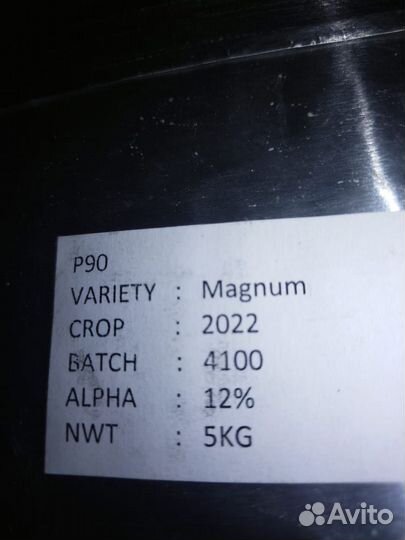 P90
VARIETY : Magnum
CROP : 2022
BATCH : 4100
ALPHA : 12%
NWT : 5KG
Avito